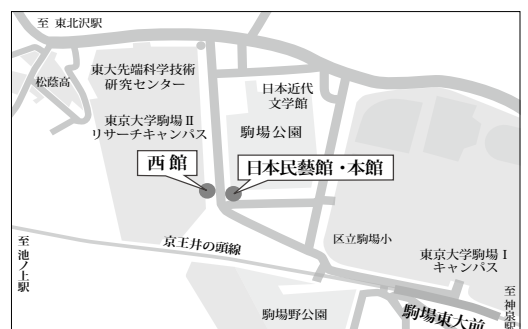 至 東北沢駅
松蔭高
東大先端科学技術
研究センター
日本近代
文学館
東京大学駒場Ⅱ
リサーチキャンパス
駒場公園
西館
日本民藝館・本館
至池ノ上駅
京王井の頭線
区立駒場小
東京大学駒場Ⅰ
キャンパス
至神泉駅
駒場野公園
駒場東大前